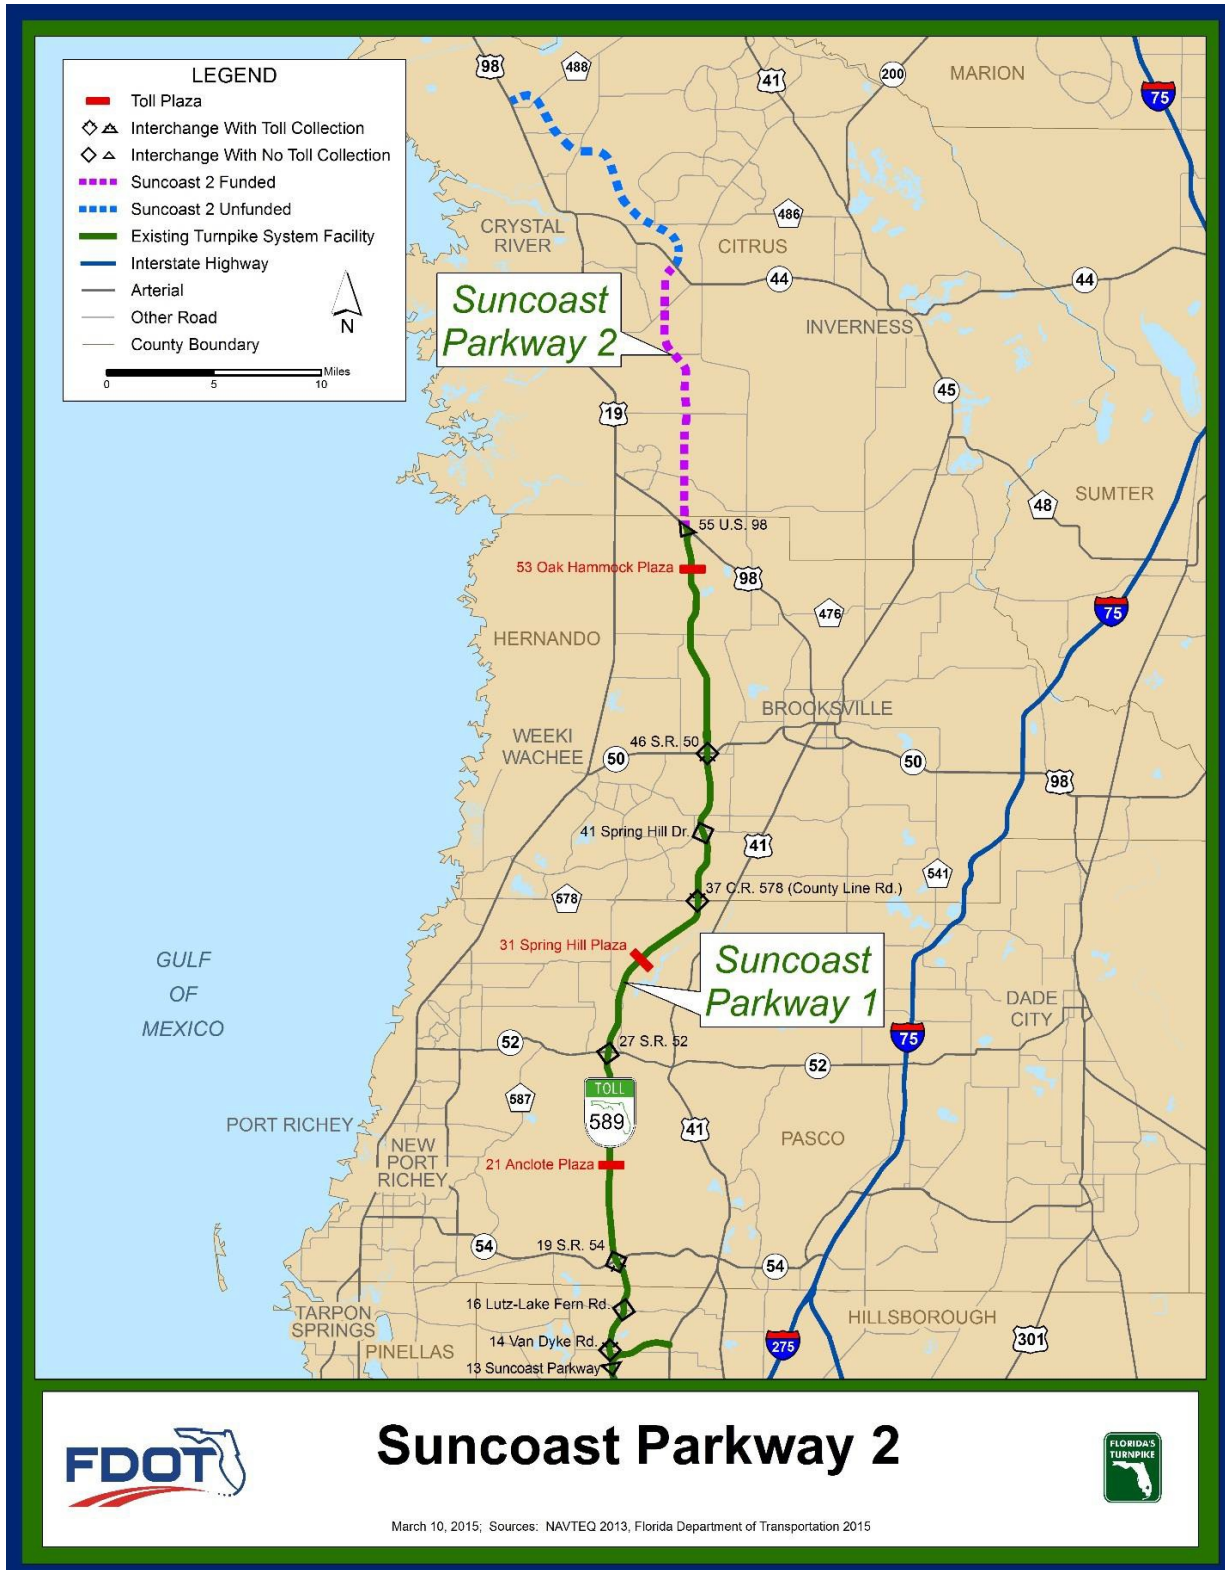 LEGEND
Toll Plaza
Interchange With Toll Collection
Interchange With No Toll Collection
Suncoast 2 Funded
Suncoast 2 Unfunded
Existing Turnpike System Facility
Interstate Highway
Arterial
Other Road
County Boundary
N
Miles
0 5 10
98
488
41
200
MARION
75
486
CRYSTAL
RIVER
CITRUS
44
44
Suncoast
Parkway 2
INVERNESS
19
45
SUMTER
48
55 U.S. 98
53 Oak Hammock Plaza
98
75
476
HERNANDO
BROOKSVILLE
WEEKI
WACHEE
46 S.R. 50
50
50
98
41 Spring Hill Dr.
41
541
578
37 C.R. 578 (County Line Rd.)
31 Spring Hill Plaza
GULF
OF
MEXICO
Suncoast
Parkway 1
DADE
CITY
75
52
27 S.R. 52
52
587
TOLL
589
PORT RICHEY
41
PASCO
NEW
PORT
RICHEY
21 Anclote Plaza
54
19 S.R. 54
54
16 Lutz-Lake Fern Rd.
TARPON
SPRINGS
HILLSBOROUGH
14 Van Dyke Rd.
PINELLAS
275
301
13 Suncoast Parkway
FDOT
Suncoast Parkway 2
FLORIDA'S
TURNPIKE
March 10, 2015; Sources: NAVTEQ 2013, Florida Department of Transportation 2015